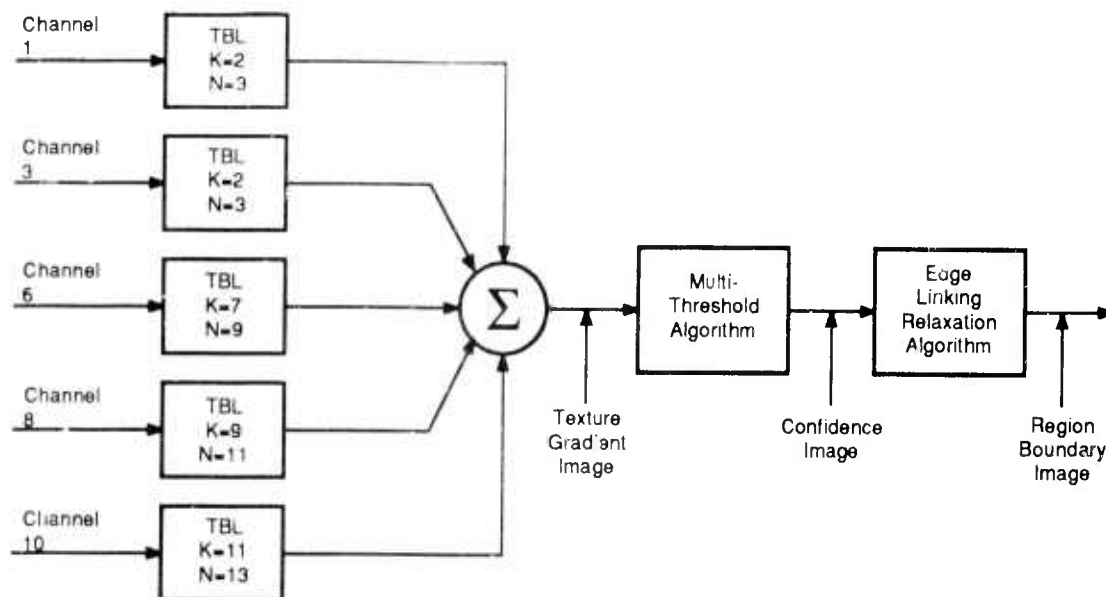 Channel
1
TBL
K=2
N=3
Channel
3
TBL
K=2
N=3
Channel
6
TBL
K=7
N=9
Channel
8
TBL
K=9
N=11
Channel
10
TBL
K=11
N=13
Σ
Multi-
Threshold
Algorithm
Edge
Linking
Relaxation
Algorithm
Texture
Gradient
Image
Confidence
Image
Region
Boundary
Image